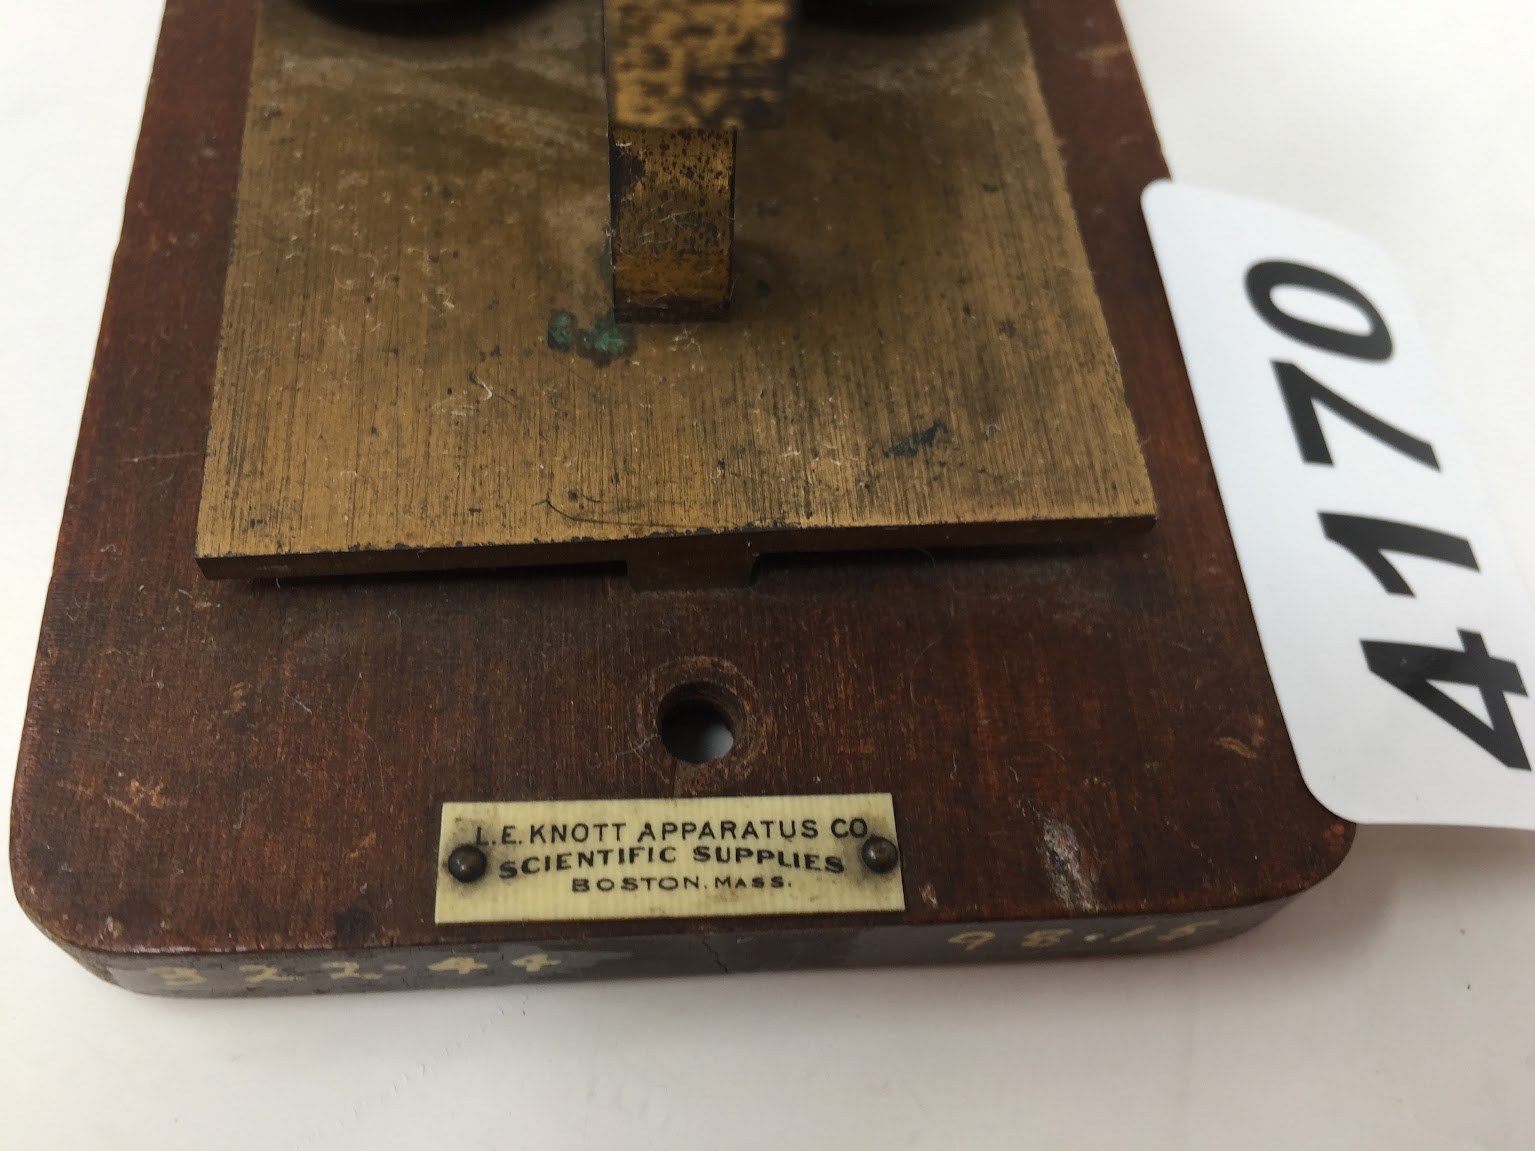 L.E. KNOTT APPARATUS CO.
SCIENTIFIC SUPPLIES
BOSTON, MASS.
322-44
98.15
4170